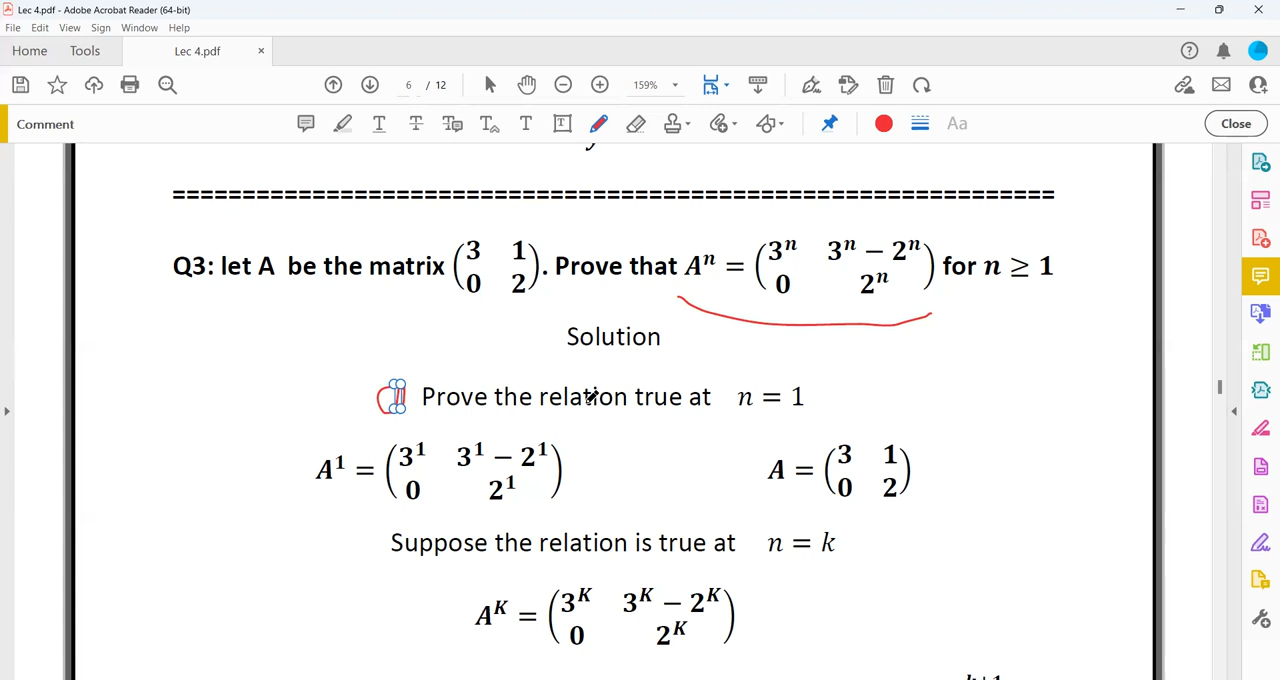 Lec 4.pdf - Adobe Acrobat Reader (64-bit)
File Edit View Sign Window Help
Home Tools Lec 4.pdf ×
6 / 12 159%
Comment Aa Close
================================================================
Q3: let A be the matrix (3 1 0 2). Prove that Aⁿ = (3ⁿ 3ⁿ − 2ⁿ 0 2ⁿ) for n ≥ 1
Solution
Prove the relation true at n = 1
A¹ = (3¹ 3¹ − 2¹ 0 2¹) A = (3 1 0 2)
Suppose the relation is true at n = k
Aᴷ = (3ᴷ 3ᴷ − 2ᴷ 0 2ᴷ)